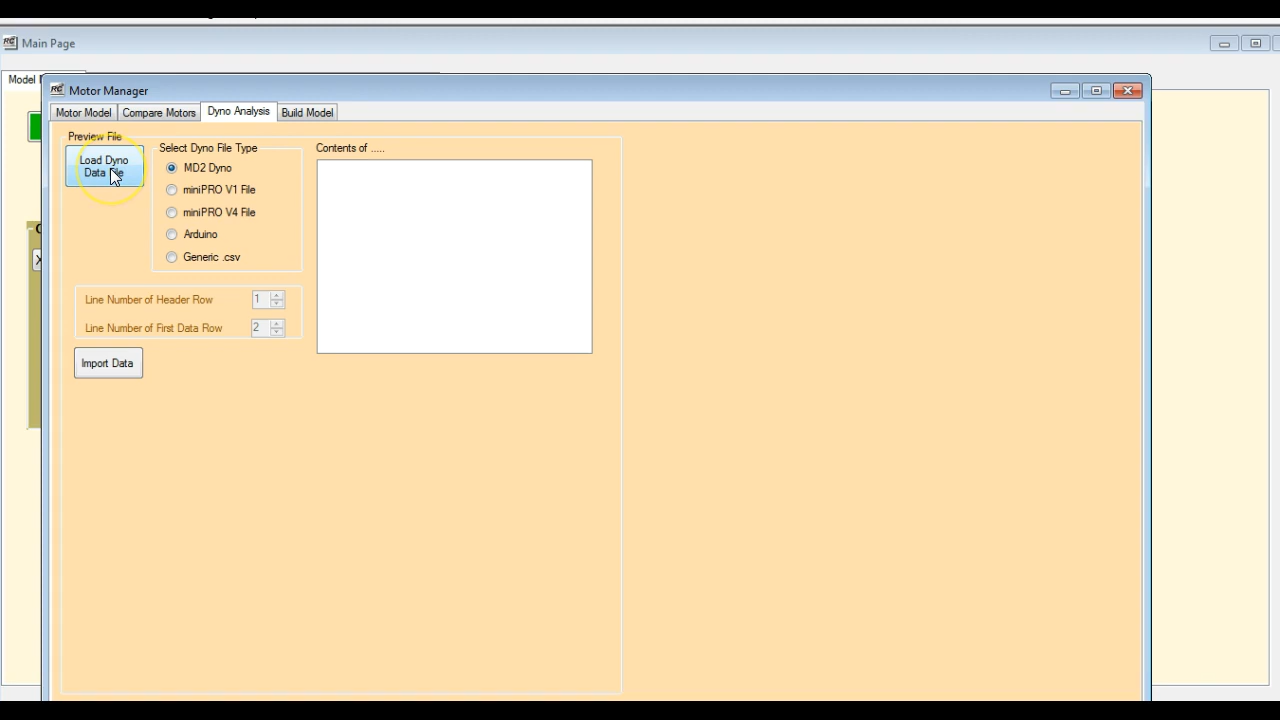 RC Main Page
Model
RC Motor Manager
Motor Model Compare Motors Dyno Analysis Build Model
Preview File
Load Dyno
Data File
Select Dyno File Type
MD2 Dyno
miniPRO V1 File
miniPRO V4 File
Arduino
Generic .csv
Contents of .....
Line Number of Header Row 1
Line Number of First Data Row 2
Import Data
X